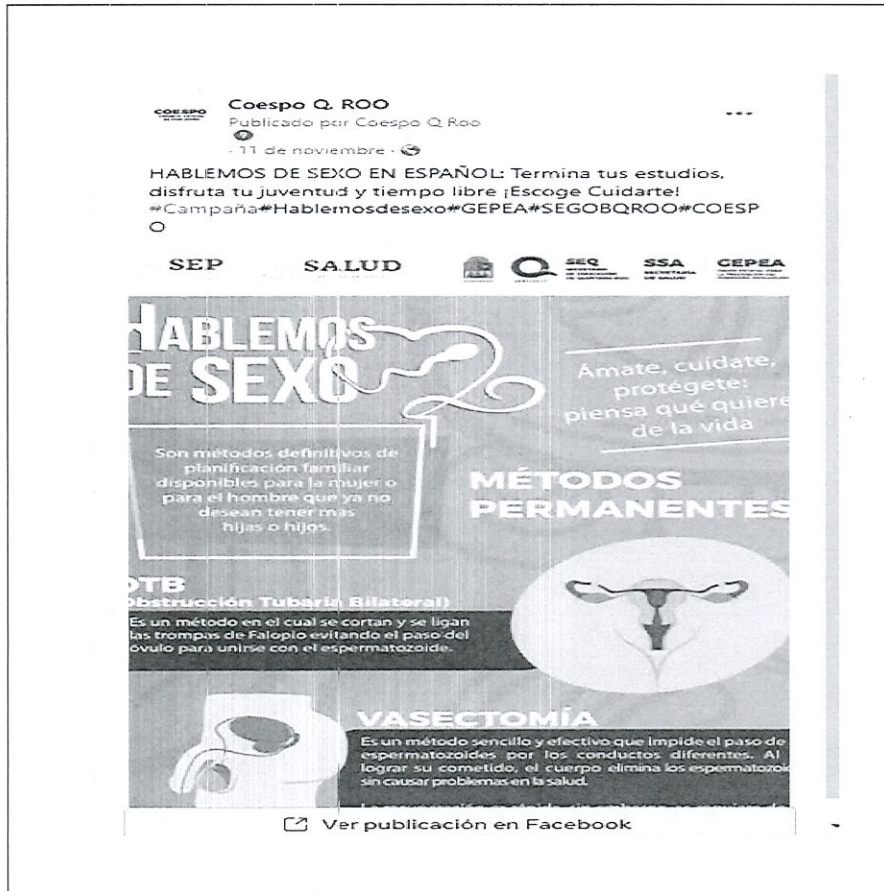 COESPO
Coespo Q. ROO
Publicado por Coespo Q Roo
· 11 de noviembre ·
HABLEMOS DE SEXO EN ESPAÑOL: Termina tus estudios,
disfruta tu juventud y tiempo libre ¡Escoge Cuidarte!
#Campaña#Hablemosdesexo#GEPEA#SEGOBQROO#COESP
O
SEP SALUD SEQ SSA GEPEA
SECRETARÍA DE SALUD
HABLEMOS
DE SEXO
Ámate, cuídate,
protégete:
piensa qué quiere
de la vida
Son métodos definitivos de
planificación familiar
disponibles para la mujer o
para el hombre que ya no
desean tener más
hijas o hijos.
MÉTODOS
PERMANENTES
OTB
Obstrucción Tubaria Bilateral)
Es un método en el cual se cortan y se ligan
las trompas de Falopio evitando el paso del
óvulo para unirse con el espermatozoide.
VASECTOMÍA
Es un método sencillo y efectivo que impide el paso de
espermatozoides por los conductos diferentes. Al
lograr su cometido, el cuerpo elimina los espermatozoide
sin causar problemas en la salud.
Ver publicación en Facebook